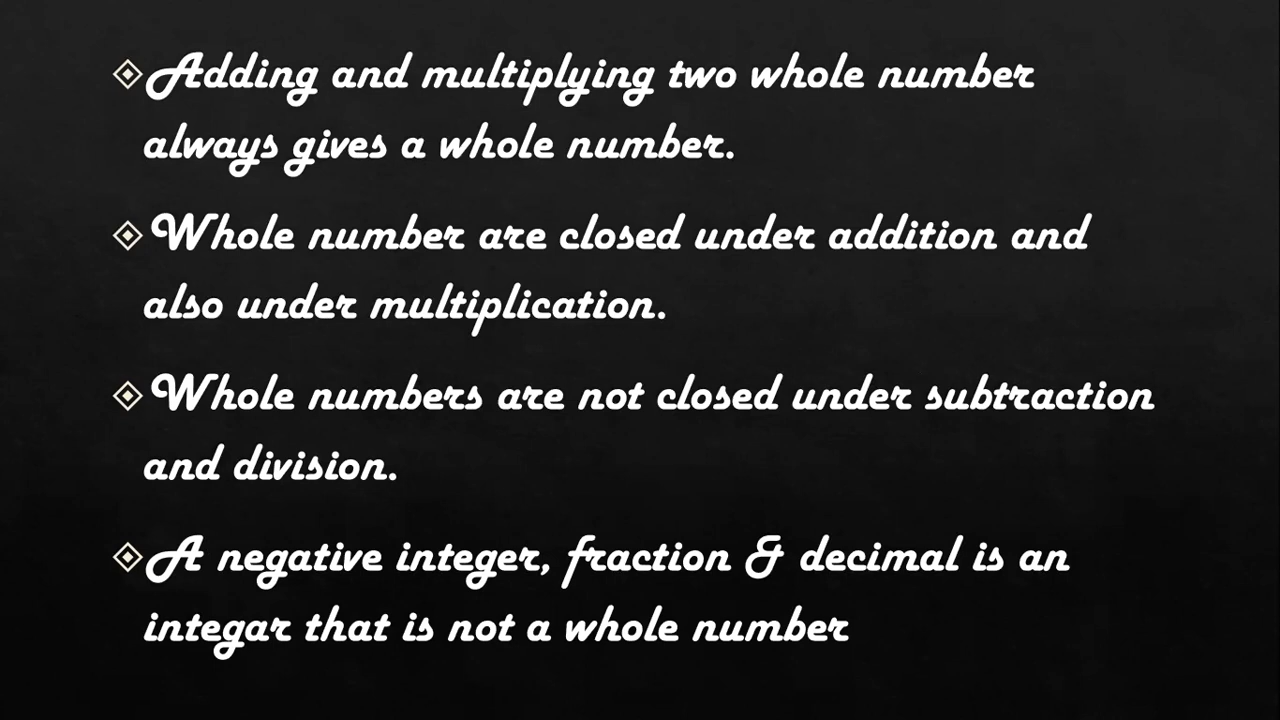 Adding and multiplying two whole number
always gives a whole number.
Whole number are closed under addition and
also under multiplication.
Whole numbers are not closed under subtraction
and division.
A negative integer, fraction & decimal is an
integar that is not a whole number